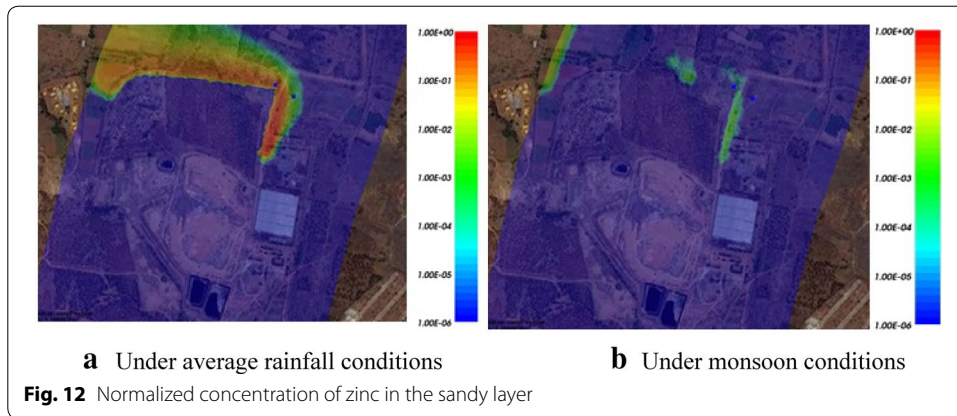 1.00E+00
1.00E-01
1.00E-02
1.00E-03
1.00E-04
1.00E-05
1.00E-06
1.00E+00
1.00E-01
1.00E-02
1.00E-03
1.00E-04
1.00E-05
1.00E-06
a Under average rainfall conditions
b Under monsoon conditions
Fig. 12 Normalized concentration of zinc in the sandy layer